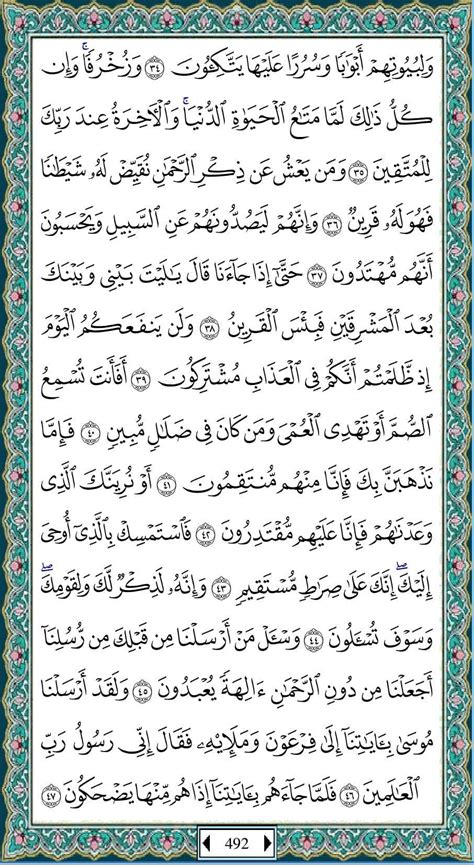 وَلِبُيُوتِهِمْ أَبْوَٰبًا وَسُرُرًا عَلَيْهَا يَتَّكِـُٔونَ ٣٤ وَزُخْرُفًا ۚ وَإِن
كُلُّ ذَٰلِكَ لَمَّا مَتَٰعُ ٱلْحَيَوٰةِ ٱلدُّنْيَا ۚ وَٱلْـَٔاخِرَةُ عِندَ رَبِّكَ
لِلْمُتَّقِينَ ٣٥ وَمَن يَعْشُ عَن ذِكْرِ ٱلرَّحْمَٰنِ نُقَيِّضْ لَهُۥ شَيْطَٰنًا
فَهُوَ لَهُۥ قَرِينٌ ٣٦ وَإِنَّهُمْ لَيَصُدُّونَهُمْ عَنِ ٱلسَّبِيلِ وَيَحْسَبُونَ
أَنَّهُم مُّهْتَدُونَ ٣٧ حَتَّىٰٓ إِذَا جَآءَنَا قَالَ يَٰلَيْتَ بَيْنِى وَبَيْنَكَ
بُعْدَ ٱلْمَشْرِقَيْنِ فَبِئْسَ ٱلْقَرِينُ ٣٨ وَلَن يَنفَعَكُمُ ٱلْيَوْمَ
إِذ ظَّلَمْتُمْ أَنَّكُمْ فِى ٱلْعَذَابِ مُشْتَرِكُونَ ٣٩ أَفَأَنتَ تُسْمِعُ
ٱلصُّمَّ أَوْ تَهْدِى ٱلْعُمْىَ وَمَن كَانَ فِى ضَلَٰلٍ مُّبِينٍ ٤٠ فَإِمَّا
نَذْهَبَنَّ بِكَ فَإِنَّا مِنْهُم مُّنتَقِمُونَ ٤١ أَوْ نُرِيَنَّكَ ٱلَّذِى
وَعَدْنَٰهُمْ فَإِنَّا عَلَيْهِم مُّقْتَدِرُونَ ٤٢ فَٱسْتَمْسِكْ بِٱلَّذِىٓ أُوحِىَ
إِلَيْكَ ۖ إِنَّكَ عَلَىٰ صِرَٰطٍ مُّسْتَقِيمٍ ٤٣ وَإِنَّهُۥ لَذِكْرٌ لَّكَ وَلِقَوْمِكَ ۖ
وَسَوْفَ تُسْـَٔلُونَ ٤٤ وَسْـَٔلْ مَنْ أَرْسَلْنَا مِن قَبْلِكَ مِن رُّسُلِنَآ
أَجَعَلْنَا مِن دُونِ ٱلرَّحْمَٰنِ ءَالِهَةً يُعْبَدُونَ ٤٥ وَلَقَدْ أَرْسَلْنَا
مُوسَىٰ بِـَٔايَٰتِنَآ إِلَىٰ فِرْعَوْنَ وَمَلَإِي۟هِۦ فَقَالَ إِنِّى رَسُولُ رَبِّ
ٱلْعَٰلَمِينَ ٤٦ فَلَمَّا جَآءَهُم بِـَٔايَٰتِنَآ إِذَا هُم مِّنْهَا يَضْحَكُونَ ٤٧
492